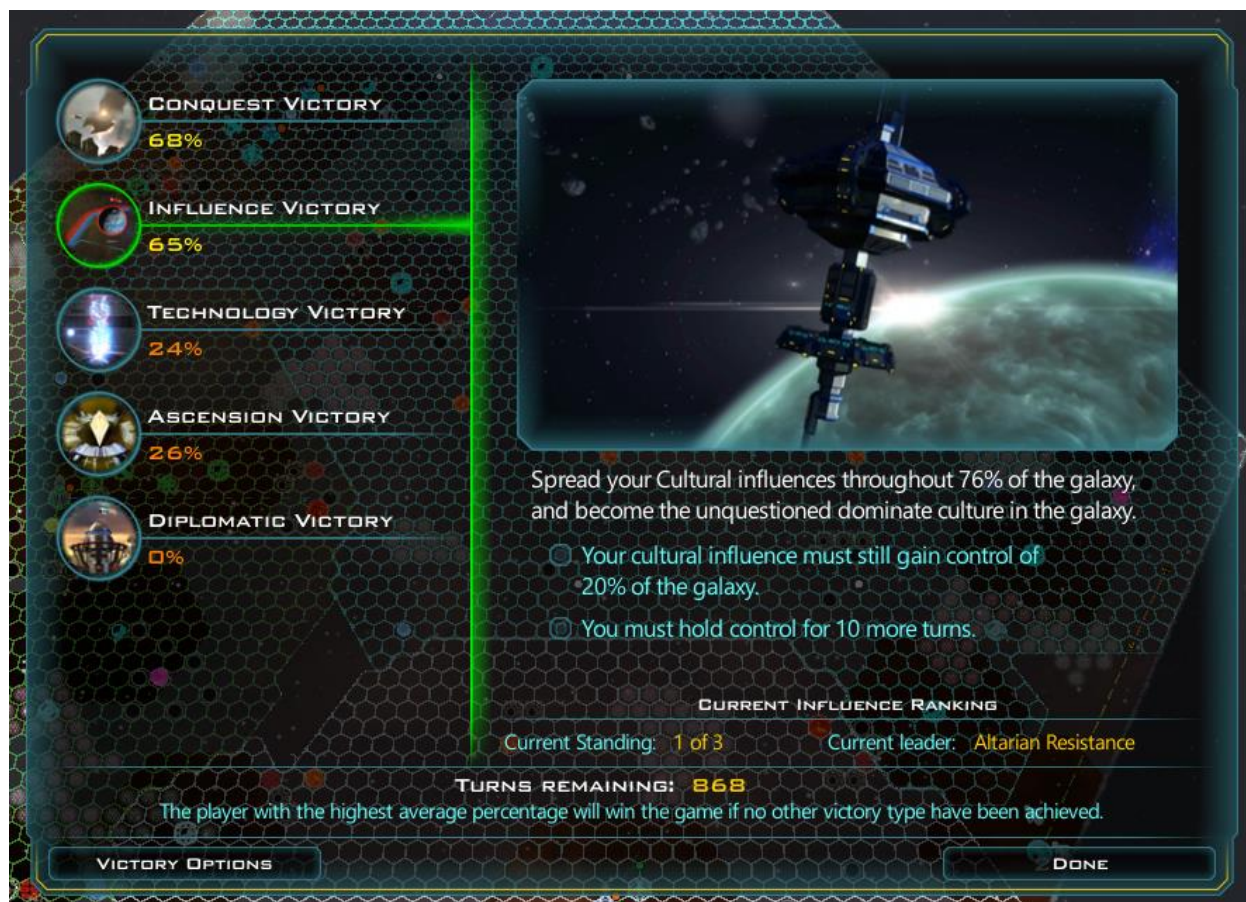 CONQUEST VICTORY
68%
INFLUENCE VICTORY
65%
TECHNOLOGY VICTORY
24%
ASCENSION VICTORY
26%
DIPLOMATIC VICTORY
0%
Spread your Cultural influences throughout 76% of the galaxy,
and become the unquestioned dominate culture in the galaxy.
Your cultural influence must still gain control of
20% of the galaxy.
You must hold control for 10 more turns.
CURRENT INFLUENCE RANKING
Current Standing: 1 of 3 Current leader: Altarian Resistance
TURNS REMAINING: 868
The player with the highest average percentage will win the game if no other victory type have been achieved.
VICTORY OPTIONS DONE